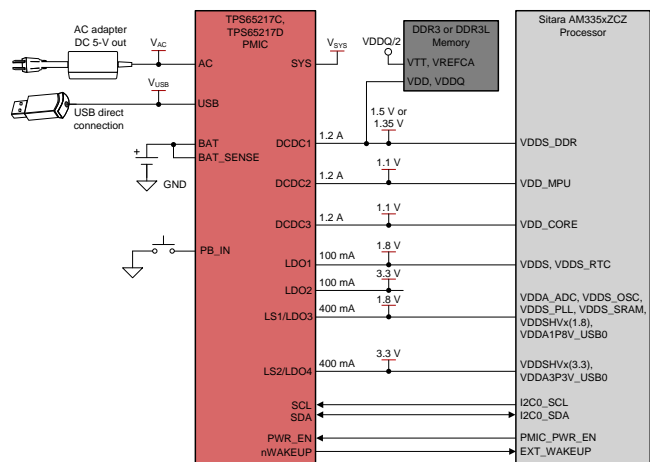 AC adapter
DC 5-V out
VAC
VUSB
USB direct
connection
+
GND
TPS65217C,
TPS65217D
PMIC
AC
USB
BAT
BAT_SENSE
PB_IN
SYS
VSYS
DCDC1
1.2 A
1.5 V or
1.35 V
DCDC2
1.2 A
1.1 V
DCDC3
1.2 A
1.1 V
LDO1
100 mA
1.8 V
LDO2
100 mA
3.3 V
LS1/LDO3
400 mA
1.8 V
LS2/LDO4
400 mA
3.3 V
SCL
SDA
PWR_EN
nWAKEUP
VDDQ/2
DDR3 or DDR3L
Memory
VTT, VREFCA
VDD, VDDQ
Sitara AM335xZCZ
Processor
VDDS_DDR
VDD_MPU
VDD_CORE
VDDS, VDDS_RTC
VDDA_ADC, VDDS_OSC,
VDDS_PLL, VDDS_SRAM,
VDDSHVx(1.8),
VDDA1P8V_USB0
VDDSHVx(3.3),
VDDA3P3V_USB0
I2C0_SCL
I2C0_SDA
PMIC_PWR_EN
EXT_WAKEUP